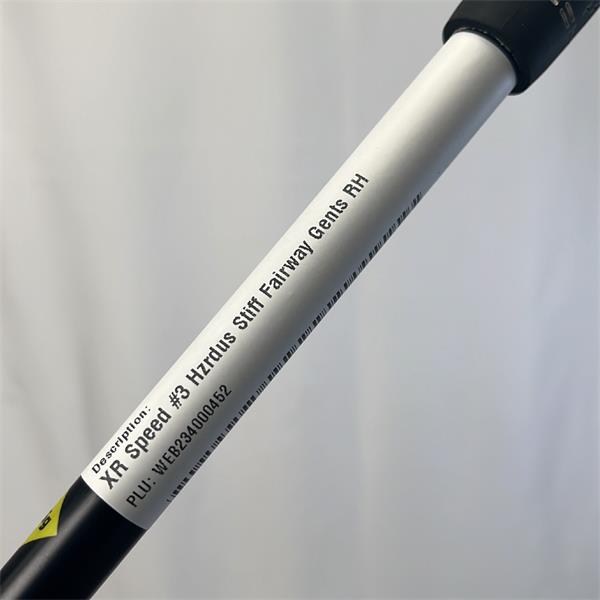 Description:
XR Speed #3 Hzrdus Stiff Fairway Gents RH
PLU: WEB234000452